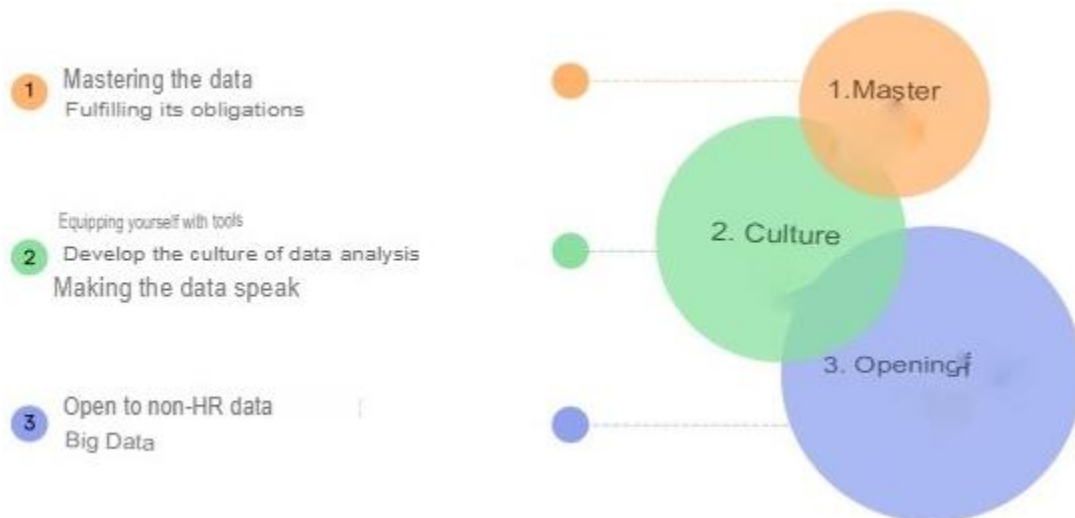 1
Mastering the data
Fulfilling its obligations
2
Equipping yourself with tools
Develop the culture of data analysis
Making the data speak
3
Open to non-HR data
Big Data
1.Master
2. Culture
3. Opening